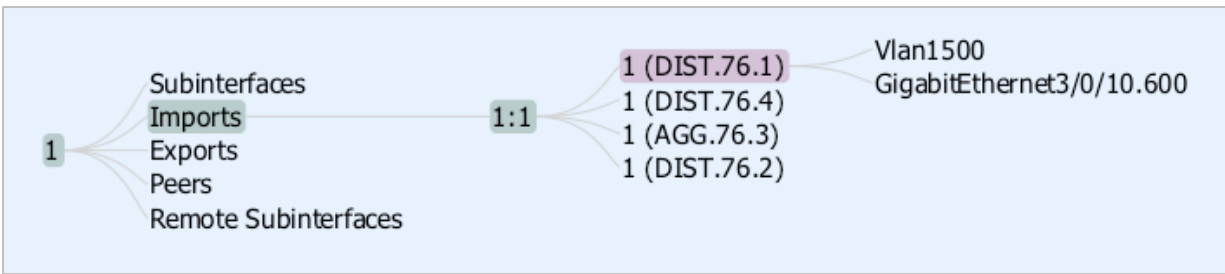 1
Subinterfaces
Imports
Exports
Peers
Remote Subinterfaces
1:1
1 (DIST.76.1)
1 (DIST.76.4)
1 (AGG.76.3)
1 (DIST.76.2)
Vlan1500
GigabitEthernet3/0/10.600